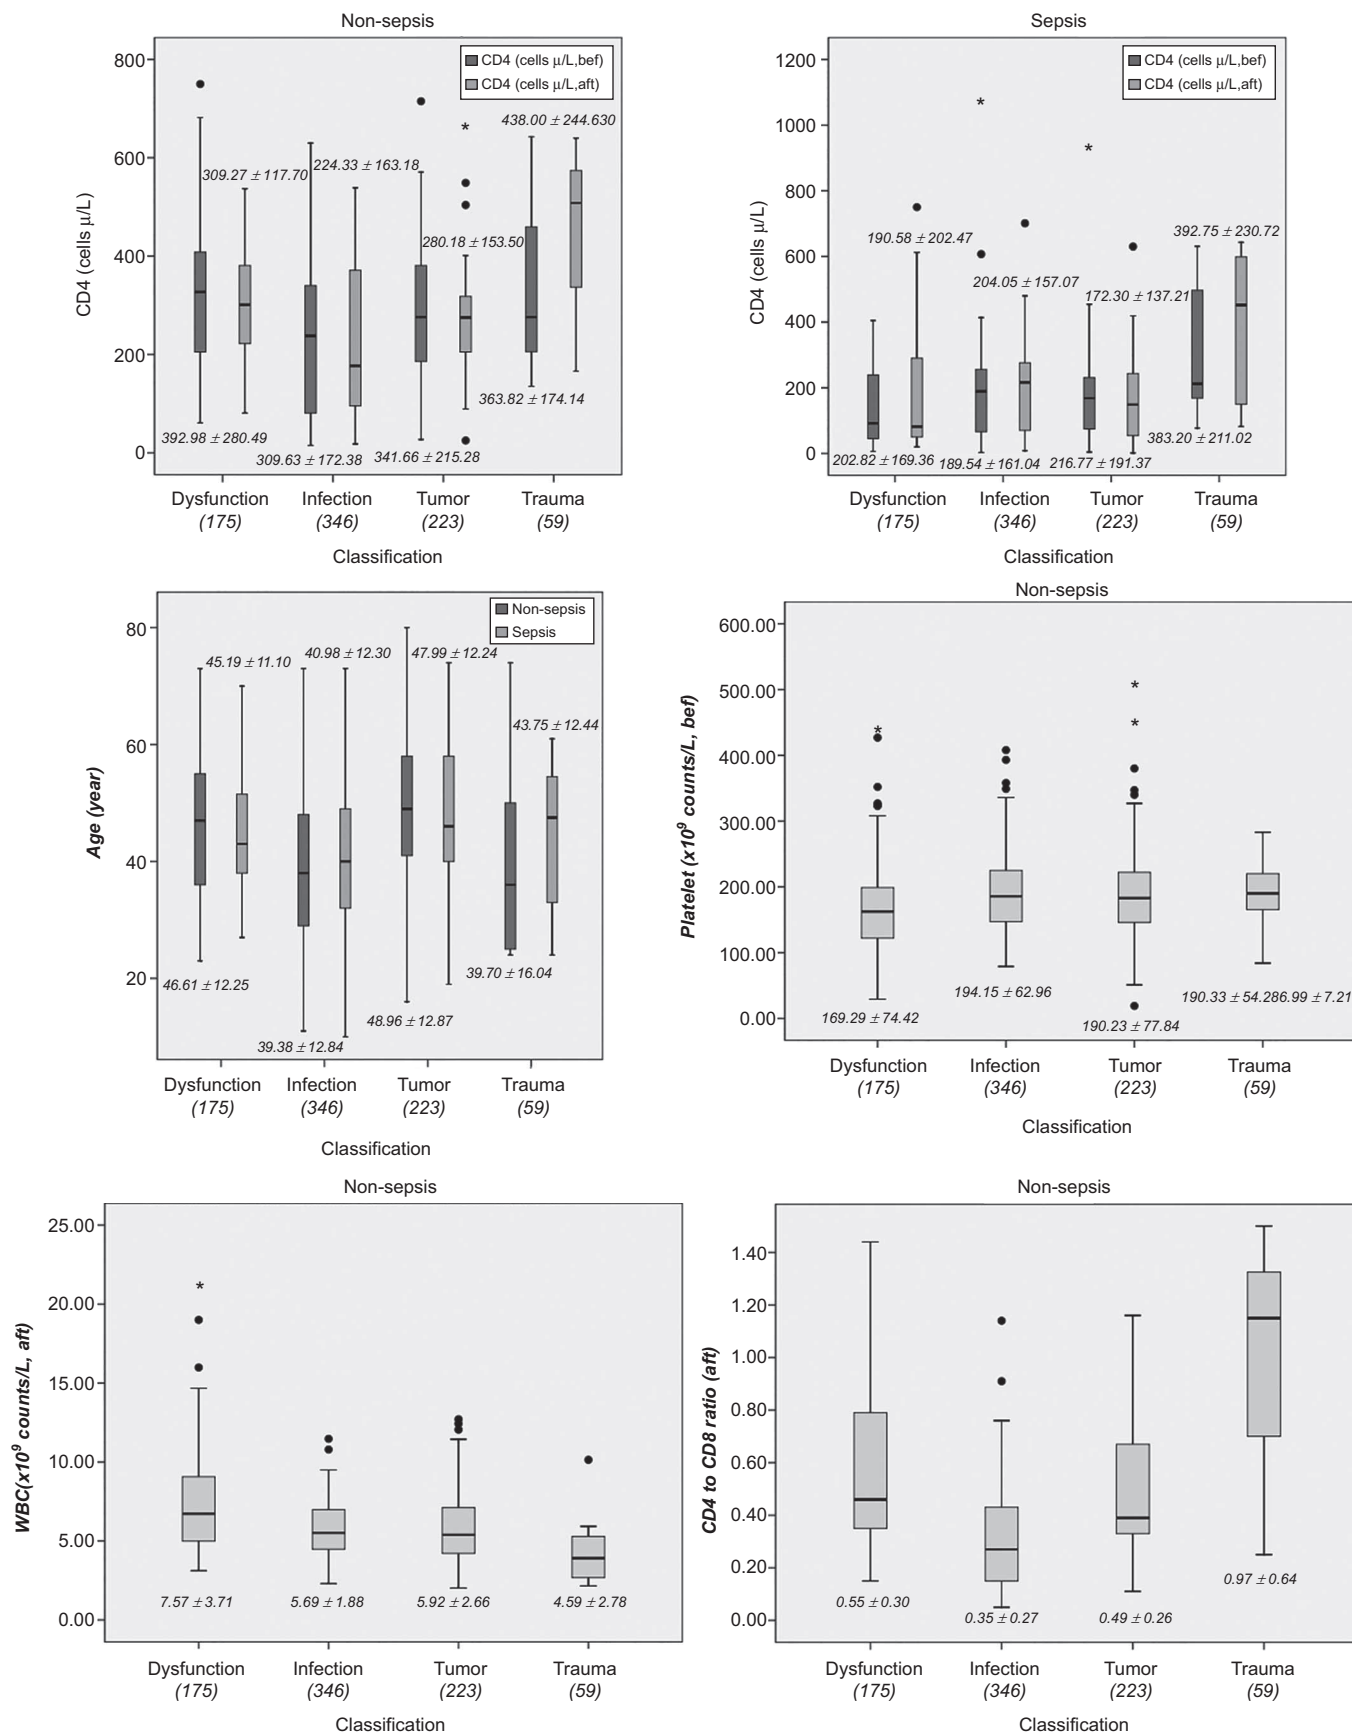 Non-sepsis
CD4 (cells μ/L)
800
600
400
200
0
CD4 (cells μ/L,bef)
CD4 (cells μ/L,aft)
438.00 ± 244.630
309.27 ± 117.70
224.33 ± 163.18
280.18 ± 153.50
*
363.82 ± 174.14
392.98 ± 280.49
309.63 ± 172.38
341.66 ± 215.28
Dysfunction Infection Tumor Trauma
(175) (346) (223) (59)
Classification
Sepsis
CD4 (cells μ/L)
1200
1000
800
600
400
200
0
CD4 (cells μ/L,bef)
CD4 (cells μ/L,aft)
*
*
190.58 ± 202.47
392.75 ± 230.72
204.05 ± 157.07
172.30 ± 137.21
383.20 ± 211.02
202.82 ± 169.36
189.54 ± 161.04
216.77 ± 191.37
Dysfunction Infection Tumor Trauma
(175) (346) (223) (59)
Classification
Age (year)
80
60
40
20
Non-sepsis
Sepsis
45.19 ± 11.10
40.98 ± 12.30
47.99 ± 12.24
43.75 ± 12.44
46.61 ± 12.25
39.38 ± 12.84
48.96 ± 12.87
39.70 ± 16.04
Dysfunction Infection Tumor Trauma
(175) (346) (223) (59)
Classification
Non-sepsis
Platelet (x10⁹ counts/L, bef)
600.00
500.00
400.00
300.00
200.00
100.00
0.00
*
*
*
169.29 ± 74.42
194.15 ± 62.96
190.23 ± 77.84
190.33 ± 54.286.99 ± 7.21
Dysfunction Infection Tumor Trauma
(175) (346) (223) (59)
Classification
Non-sepsis
WBC(x10⁹ counts/L, aft)
25.00
20.00
15.00
10.00
5.00
0.00
*
7.57 ± 3.71
5.69 ± 1.88
5.92 ± 2.66
4.59 ± 2.78
Dysfunction Infection Tumor Trauma
(175) (346) (223) (59)
Classification
Non-sepsis
CD4 to CD8 ratio (aft)
1.40
1.20
1.00
0.80
0.60
0.40
0.20
0.00
0.55 ± 0.30
0.35 ± 0.27
0.49 ± 0.26
0.97 ± 0.64
Dysfunction Infection Tumor Trauma
(175) (346) (223) (59)
Classification